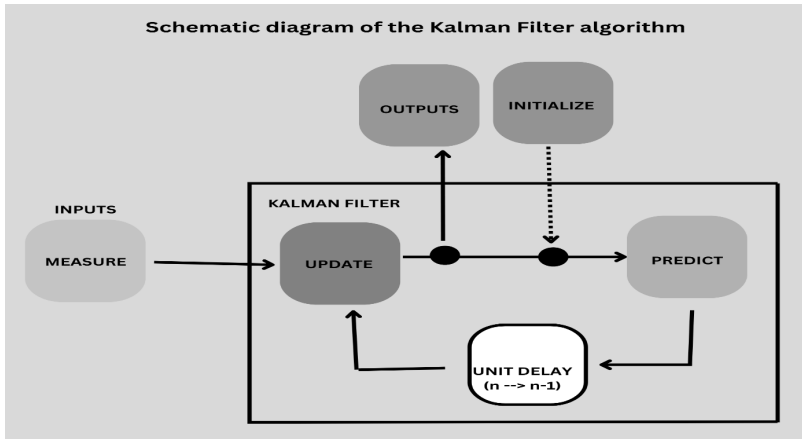 Schematic diagram of the Kalman Filter algorithm
OUTPUTS
INITIALIZE
INPUTS
MEASURE
KALMAN FILTER
UPDATE
PREDICT
UNIT DELAY
(n --> n-1)